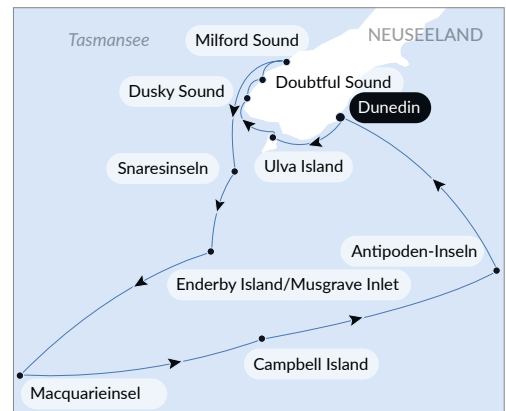 Tasmansee
Milford Sound
NEUSEELAND
Doubtful Sound
Dusky Sound
Dunedin
Snaresinseln
Ulva Island
Antipoden-Inseln
Enderby Island/Musgrave Inlet
Campbell Island
Macquarieinsel